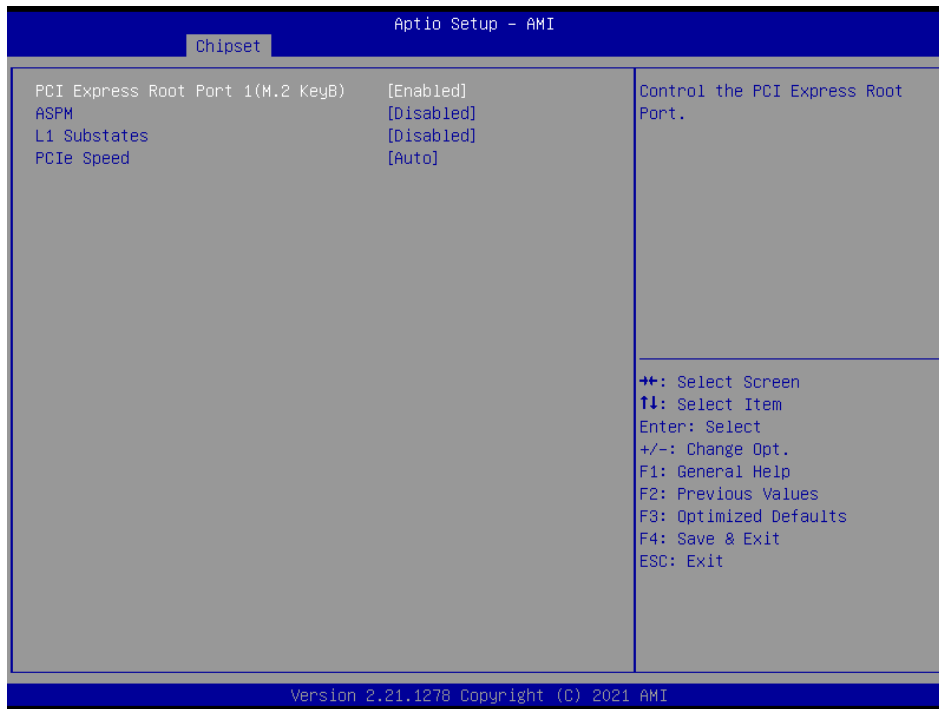 Aptio Setup – AMI
Chipset
PCI Express Root Port 1(M.2 KeyB) [Enabled]
ASPM [Disabled]
L1 Substates [Disabled]
PCIe Speed [Auto]
Control the PCI Express Root
Port.
→←: Select Screen
↑↓: Select Item
Enter: Select
+/-: Change Opt.
F1: General Help
F2: Previous Values
F3: Optimized Defaults
F4: Save & Exit
ESC: Exit
Version 2.21.1278 Copyright (C) 2021 AMI